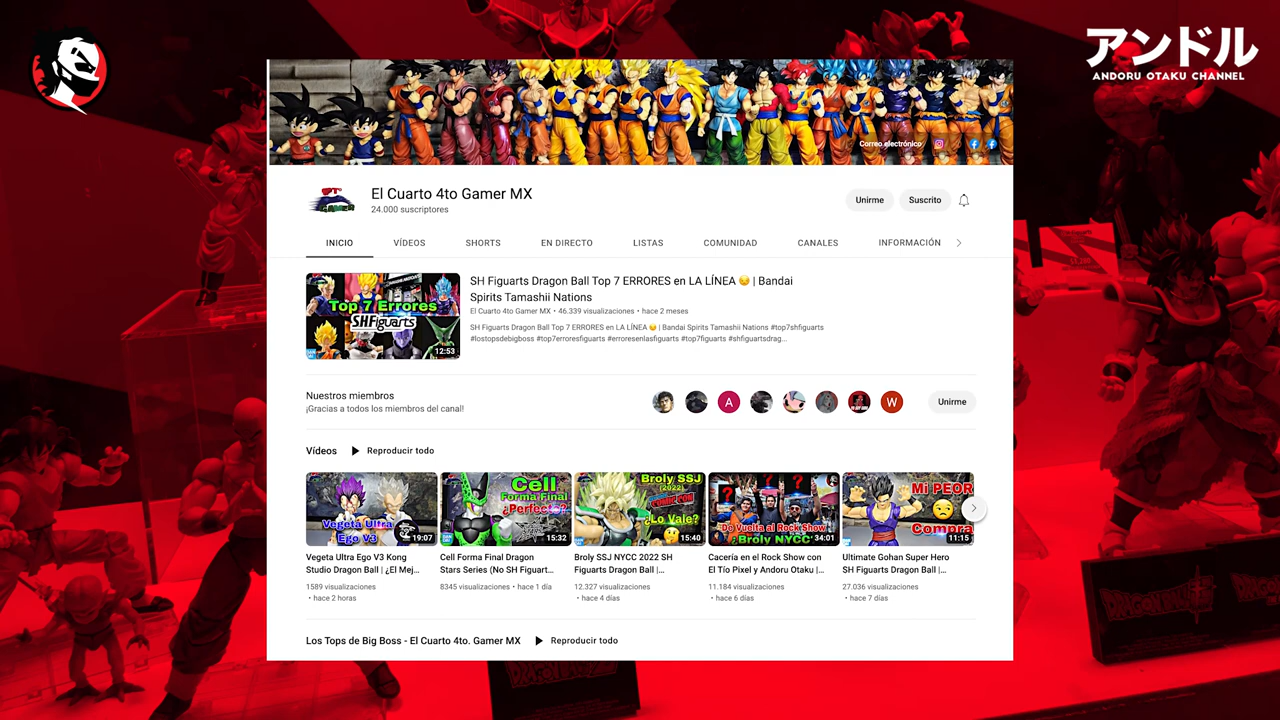 アンドル
ANDORU OTAKU CHANNEL
Correo electrónico
El Cuarto 4to Gamer MX
24.000 suscriptores
Unirme
Suscrito
INICIO
VÍDEOS
SHORTS
EN DIRECTO
LISTAS
COMUNIDAD
CANALES
INFORMACIÓN
Top 7 Errores
SHFiguarts
12:53
SH Figuarts Dragon Ball Top 7 ERRORES en LA LÍNEA 😔 | Bandai
Spirits Tamashii Nations
El Cuarto 4to Gamer MX • 46.339 visualizaciones • hace 2 meses
SH Figuarts Dragon Ball Top 7 ERRORES en LA LÍNEA 😔 | Bandai Spirits Tamashii Nations #top7shfiguarts
#lostopsdebigboss #top7erroresfiguarts #erroresenlasfiguarts #top7figuarts #shfiguartsdrag...
Nuestros miembros
¡Gracias a todos los miembros del canal!
A
W
Unirme
Vídeos
Reproducir todo
Vegeta Ultra
Ego V3
19:07
Cell
Forma Final
¿Perfecto?
15:32
Broly SSJ
(2022)
COMIC CON
¿Lo Vale?
15:40
De Vuelta al Rock Show
¿Broly NYCC?
34:01
Mi PEOR
Compra
11:15
Vegeta Ultra Ego V3 Kong
Studio Dragon Ball | ¿El Mej...
1589 visualizaciones
• hace 2 horas
Cell Forma Final Dragon
Stars Series (No SH Figuart...
8345 visualizaciones • hace 1 día
Broly SSJ NYCC 2022 SH
Figuarts Dragon Ball |...
12.327 visualizaciones
• hace 4 días
Cacería en el Rock Show con
El Tío Pixel y Andoru Otaku |...
11.184 visualizaciones
• hace 6 días
Ultimate Gohan Super Hero
SH Figuarts Dragon Ball |...
27.036 visualizaciones
• hace 7 días
Los Tops de Big Boss - El Cuarto 4to. Gamer MX
Reproducir todo